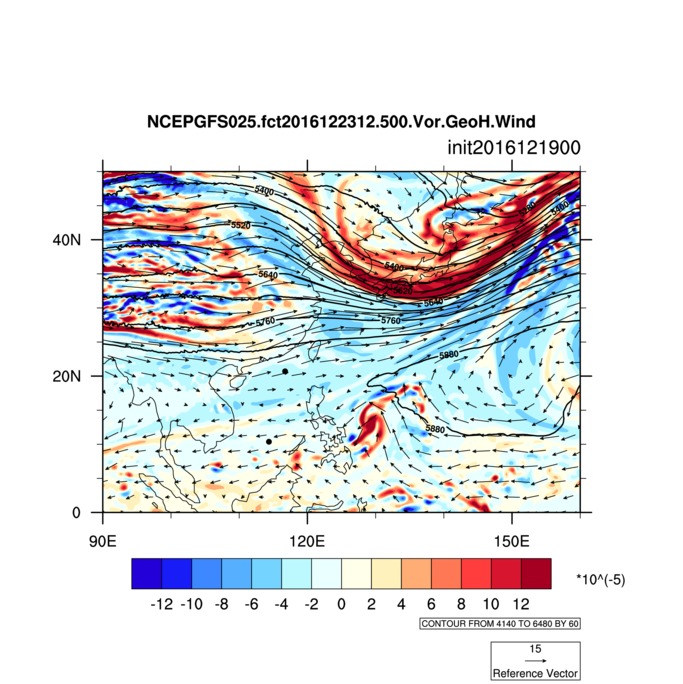 NCEPGFS025.fct2016122312.500.Vor.GeoH.Wind
init2016121900
5400
5520
5640
5760
5400
5280
5400
5640
5760
5880
5880
40N
20N
0
90E 120E 150E
-12 -10 -8 -6 -4 -2 0 2 4 6 8 10 12
*10^(-5)
CONTOUR FROM 4140 TO 6480 BY 60
15
Reference Vector